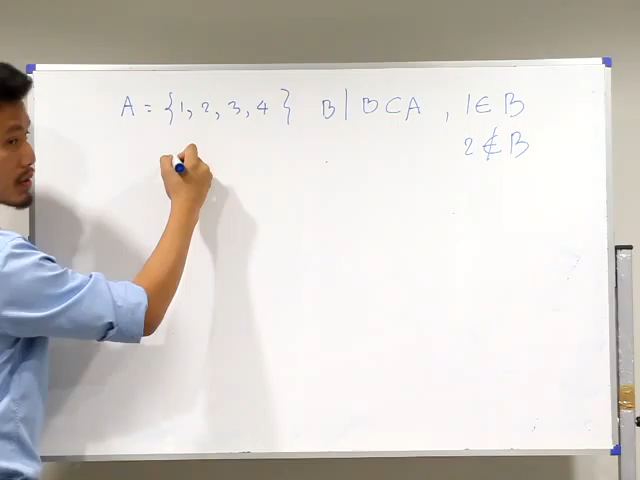 A = {1, 2, 3, 4} B | B ⊂ A , 1 ∈ B
2 ∉ B